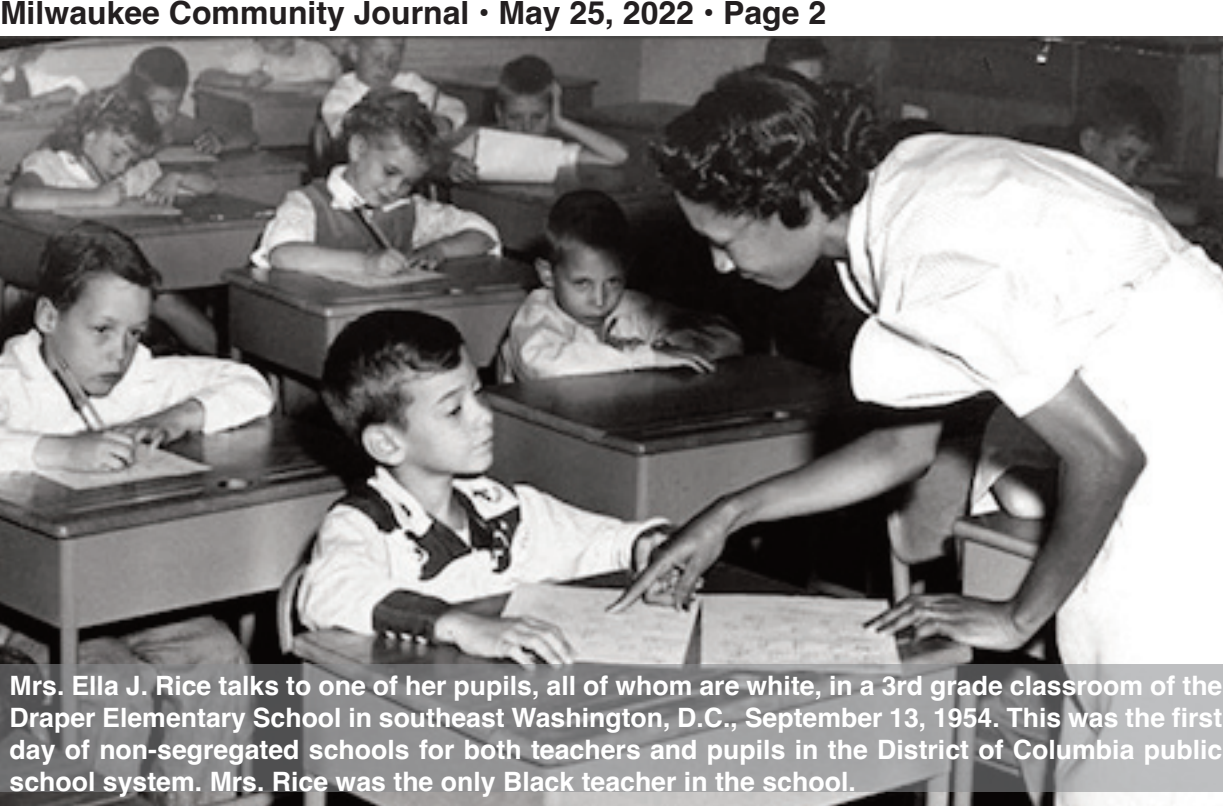 Milwaukee Community Journal • May 25, 2022 • Page 2
Mrs. Ella J. Rice talks to one of her pupils, all of whom are white, in a 3rd grade classroom of the
Draper Elementary School in southeast Washington, D.C., September 13, 1954. This was the first
day of non-segregated schools for both teachers and pupils in the District of Columbia public
school system. Mrs. Rice was the only Black teacher in the school.